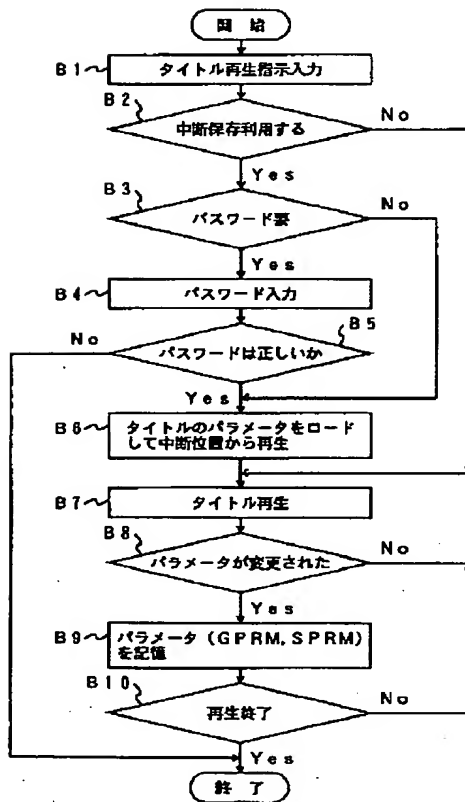 開始
B1
タイトル再生指示入力
B2
中断保存利用する
No
Yes
B3
パスワード要
No
Yes
B4
パスワード入力
B5
No
パスワードは正しいか
Yes
B6
タイトルのパラメータをロード
して中断位置から再生
B7
タイトル再生
B8
パラメータが変更された
No
Yes
B9
パラメータ(GPRM,SPRM)
を記憶
B10
再生終了
No
Yes
終了